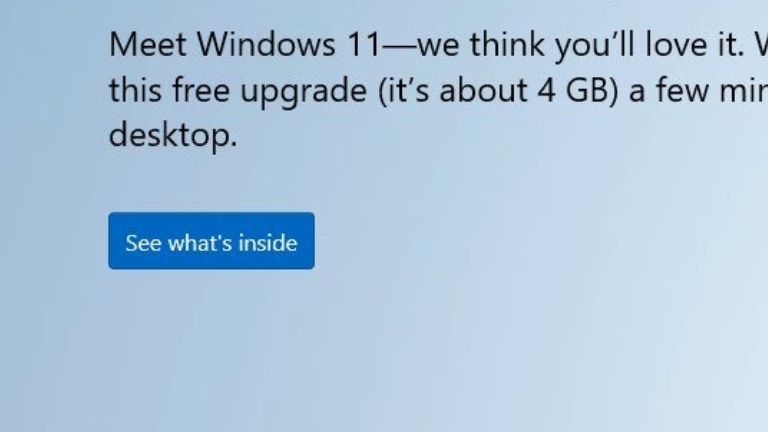 Meet Windows 11—we think you’ll love it.
this free upgrade (it’s about 4 GB) a few
desktop.
See what's inside